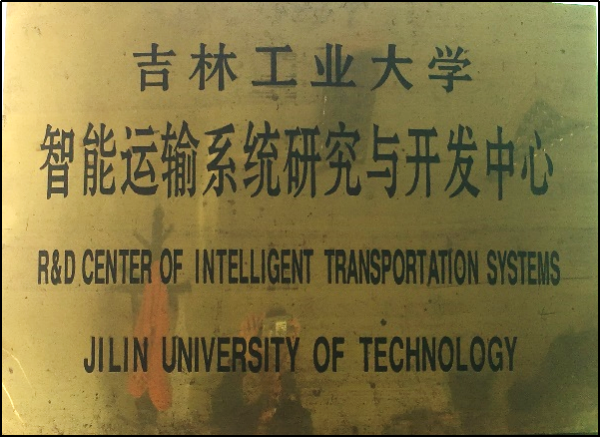 吉林工业大学
智能运输系统研究与开发中心
R&D CENTER OF INTELLIGENT TRANSPORTATION SYSTEMS
JILIN UNIVERSITY OF TECHNOLOGY